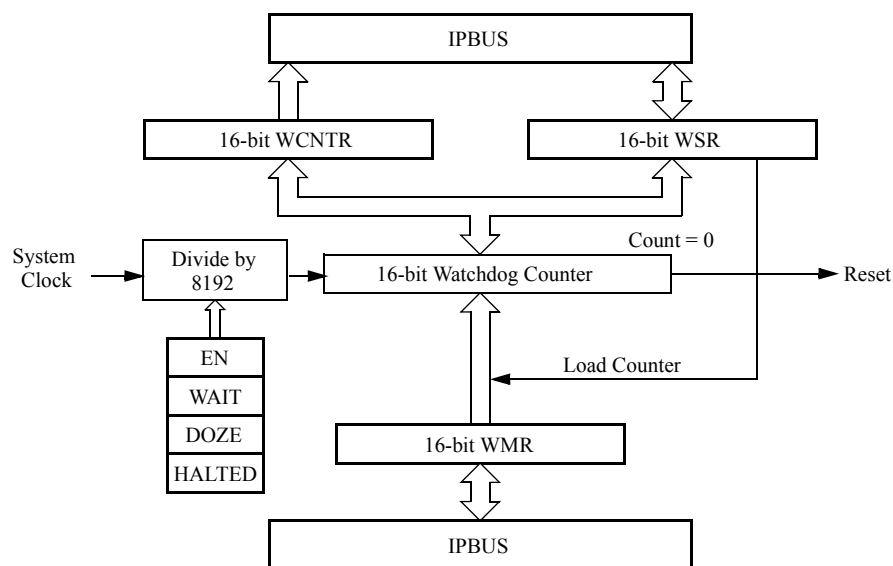 IPBUS
16-bit WCNTR
16-bit WSR
System
Clock
Divide by
8192
16-bit Watchdog Counter
Count = 0
Reset
EN
WAIT
DOZE
HALTED
Load Counter
16-bit WMR
IPBUS